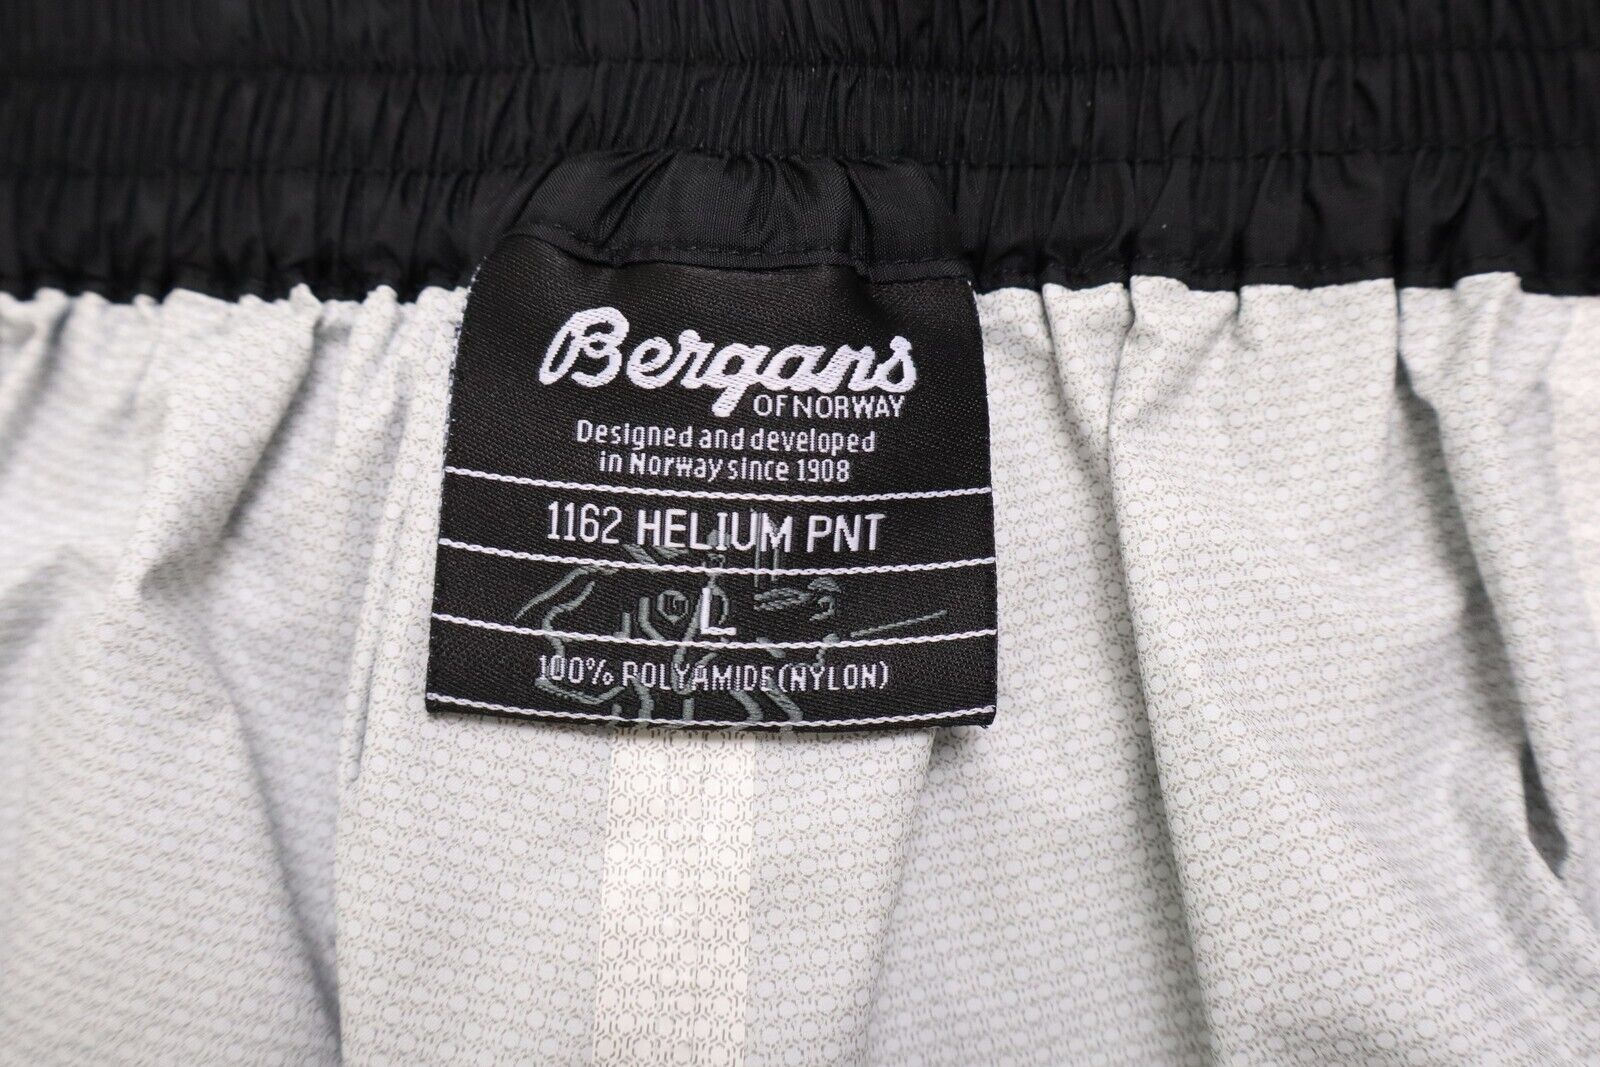 Bergans
OF NORWAY
Designed and developed
in Norway since 1908
1162 HELIUM PNT
L
100% POLYAMIDE(NYLON)